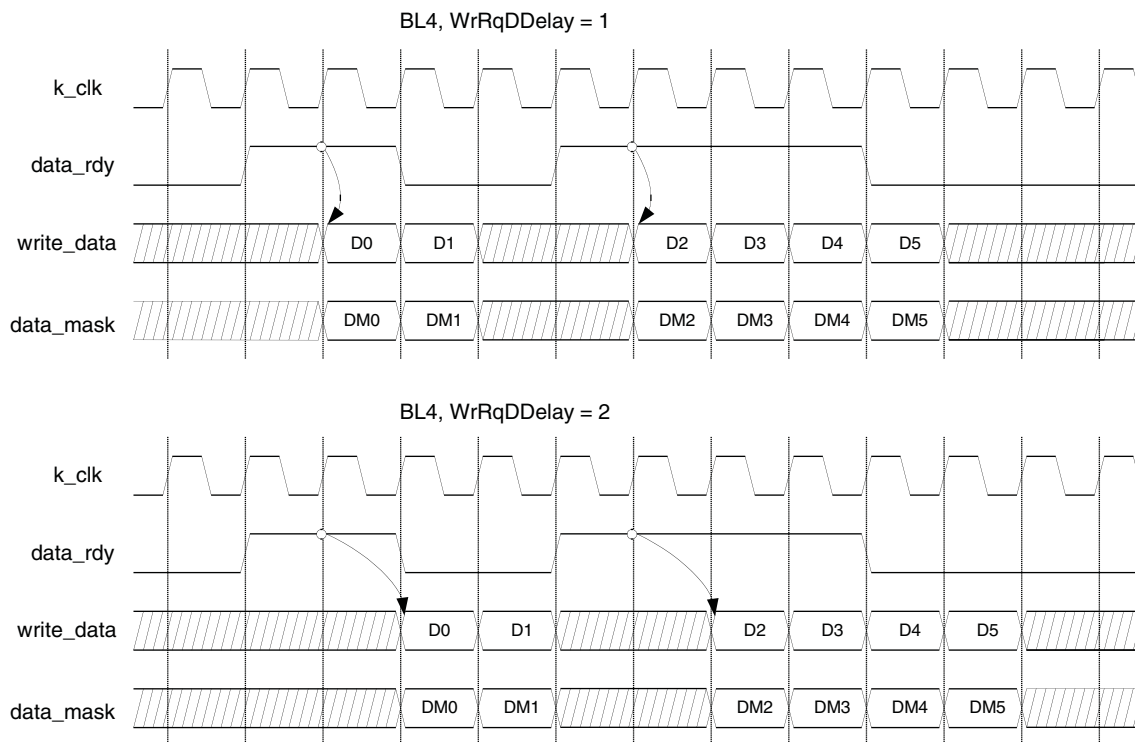 BL4, WrRqDDelay = 1
k_clk
data_rdy
write_data D0 D1 D2 D3 D4 D5
data_mask DM0 DM1 DM2 DM3 DM4 DM5
BL4, WrRqDDelay = 2
k_clk
data_rdy
write_data D0 D1 D2 D3 D4 D5
data_mask DM0 DM1 DM2 DM3 DM4 DM5